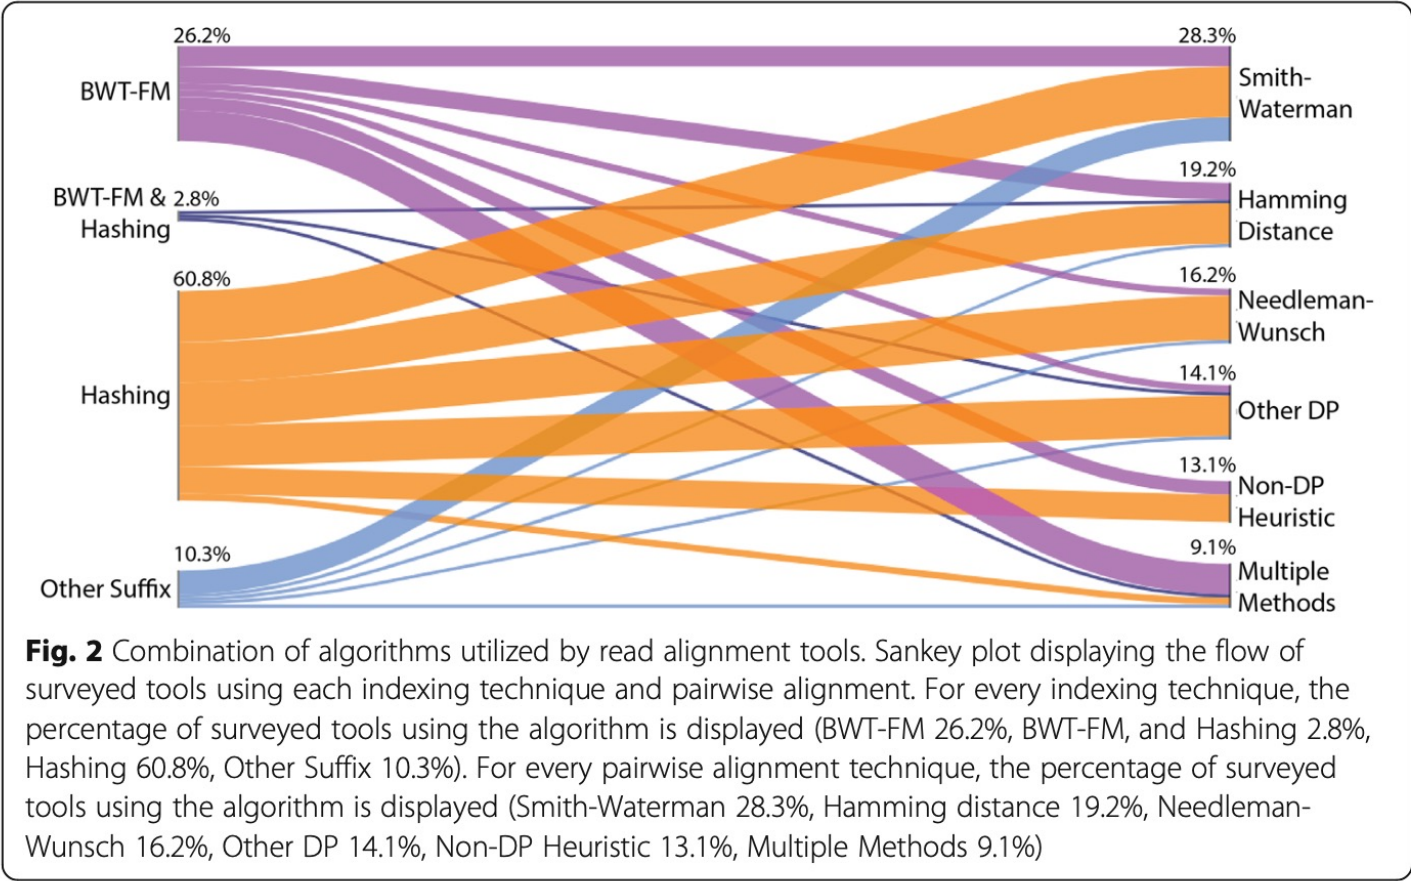 26.2%
BWT-FM
BWT-FM & 2.8%
Hashing
60.8%
Hashing
10.3%
Other Suffix
28.3%
Smith-
Waterman
19.2%
Hamming
Distance
16.2%
Needleman-
Wunsch
14.1%
Other DP
13.1%
Non-DP
Heuristic
9.1%
Multiple
Methods
Fig. 2 Combination of algorithms utilized by read alignment tools. Sankey plot displaying the flow of
surveyed tools using each indexing technique and pairwise alignment. For every indexing technique, the
percentage of surveyed tools using the algorithm is displayed (BWT-FM 26.2%, BWT-FM, and Hashing 2.8%,
Hashing 60.8%, Other Suffix 10.3%). For every pairwise alignment technique, the percentage of surveyed
tools using the algorithm is displayed (Smith-Waterman 28.3%, Hamming distance 19.2%, Needleman-
Wunsch 16.2%, Other DP 14.1%, Non-DP Heuristic 13.1%, Multiple Methods 9.1%)